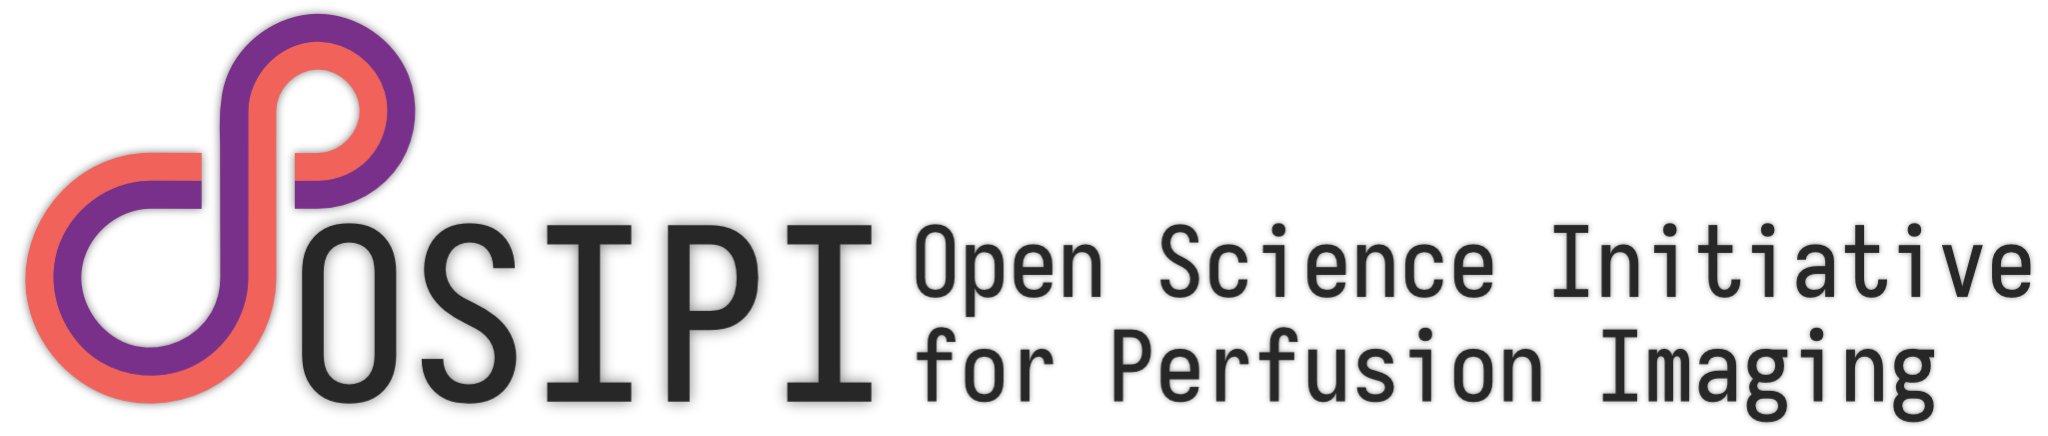 OSIPI
Open Science Initiative
for Perfusion Imaging